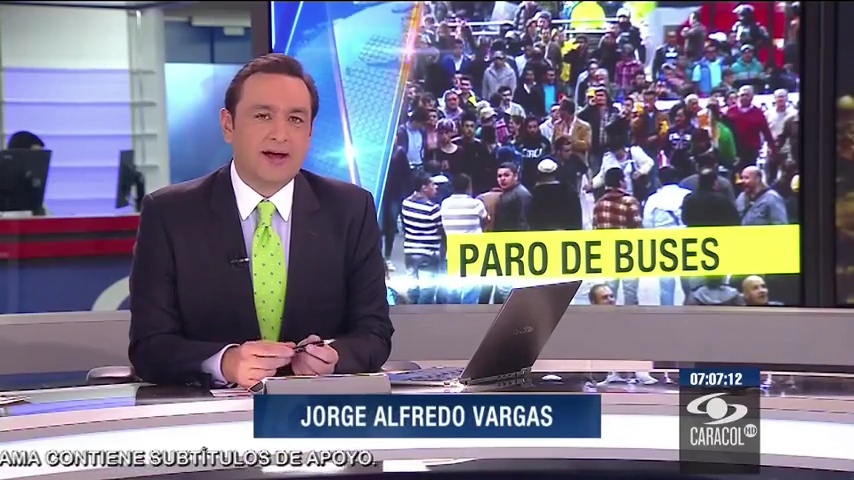 PARO DE BUSES
07:07:12
JORGE ALFREDO VARGAS
CARACOL HD
AMA CONTIENE SUBTÍTULOS DE APOYO.